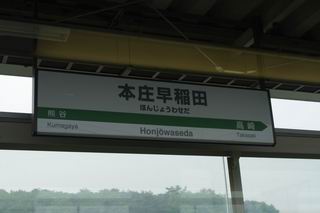 本庄早稲田
ほんじょうわせだ
熊谷
Kumagaya
Honjōwaseda
高崎
Takasaki